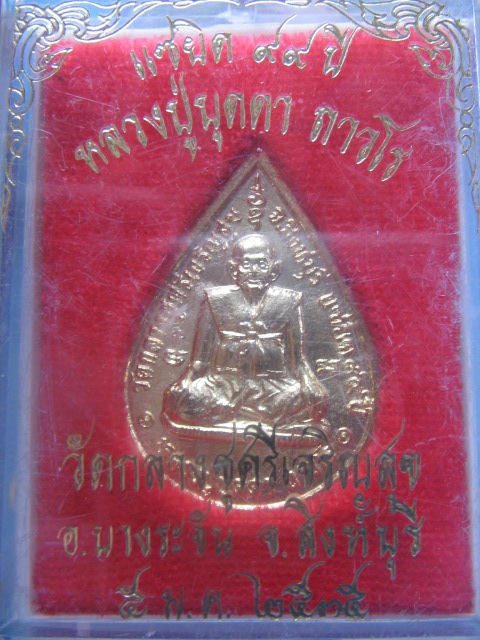 แซยิด ๙๙ ปี
หลวงปู่บุดดา ถาวโร
วัดกลางชูศรีเจริญสุข
อ.บางระจัน จ.สิงห์บุรี
๕ ม.ค. ๒๕๓๕